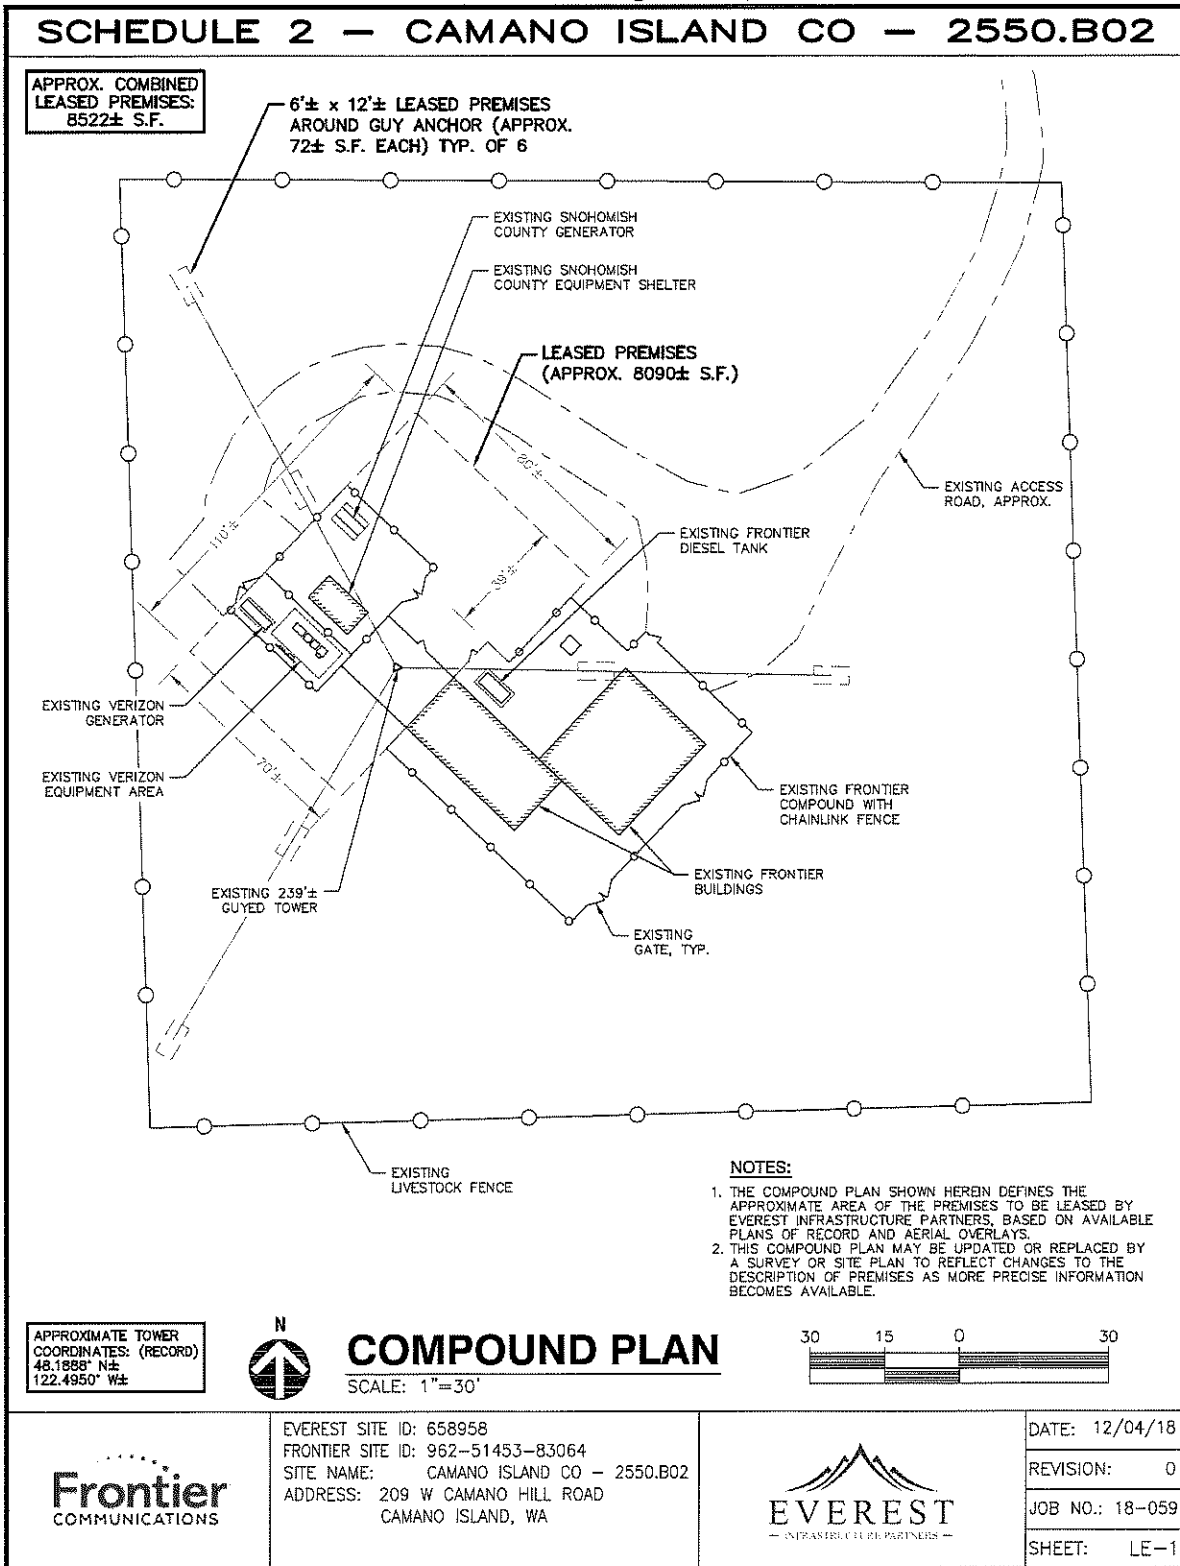 SCHEDULE 2 — CAMANO ISLAND CO — 2550.B02
APPROX. COMBINED
LEASED PREMISES:
8522± S.F.
6'± x 12'± LEASED PREMISES
AROUND GUY ANCHOR (APPROX.
72± S.F. EACH) TYP. OF 6
EXISTING SNOHOMISH
COUNTY GENERATOR
EXISTING SNOHOMISH
COUNTY EQUIPMENT SHELTER
LEASED PREMISES
(APPROX. 8090± S.F.)
80'±
EXISTING ACCESS
ROAD, APPROX.
110'±
EXISTING FRONTIER
DIESEL TANK
39'±
EXISTING VERIZON
GENERATOR
EXISTING VERIZON
EQUIPMENT AREA
70'±
EXISTING FRONTIER
COMPOUND WITH
CHAINLINK FENCE
EXISTING 239'±
GUYED TOWER
EXISTING FRONTIER
BUILDINGS
EXISTING
GATE, TYP.
EXISTING
LIVESTOCK FENCE
NOTES:
1. THE COMPOUND PLAN SHOWN HEREIN DEFINES THE
APPROXIMATE AREA OF THE PREMISES TO BE LEASED BY
EVEREST INFRASTRUCTURE PARTNERS, BASED ON AVAILABLE
PLANS OF RECORD AND AERIAL OVERLAYS.
2. THIS COMPOUND PLAN MAY BE UPDATED OR REPLACED BY
A SURVEY OR SITE PLAN TO REFLECT CHANGES TO THE
DESCRIPTION OF PREMISES AS MORE PRECISE INFORMATION
BECOMES AVAILABLE.
APPROXIMATE TOWER
COORDINATES: (RECORD)
48.1888° N±
122.4950° W±
N
COMPOUND PLAN
SCALE: 1"=30'
30 15 0 30
Frontier
COMMUNICATIONS
EVEREST SITE ID: 658958
FRONTIER SITE ID: 962-51453-83064
SITE NAME: CAMANO ISLAND CO - 2550.B02
ADDRESS: 209 W CAMANO HILL ROAD
CAMANO ISLAND, WA
EVEREST
INFRASTRUCTURE PARTNERS
DATE: 12/04/18
REVISION: 0
JOB NO.: 18-059
SHEET: LE-1